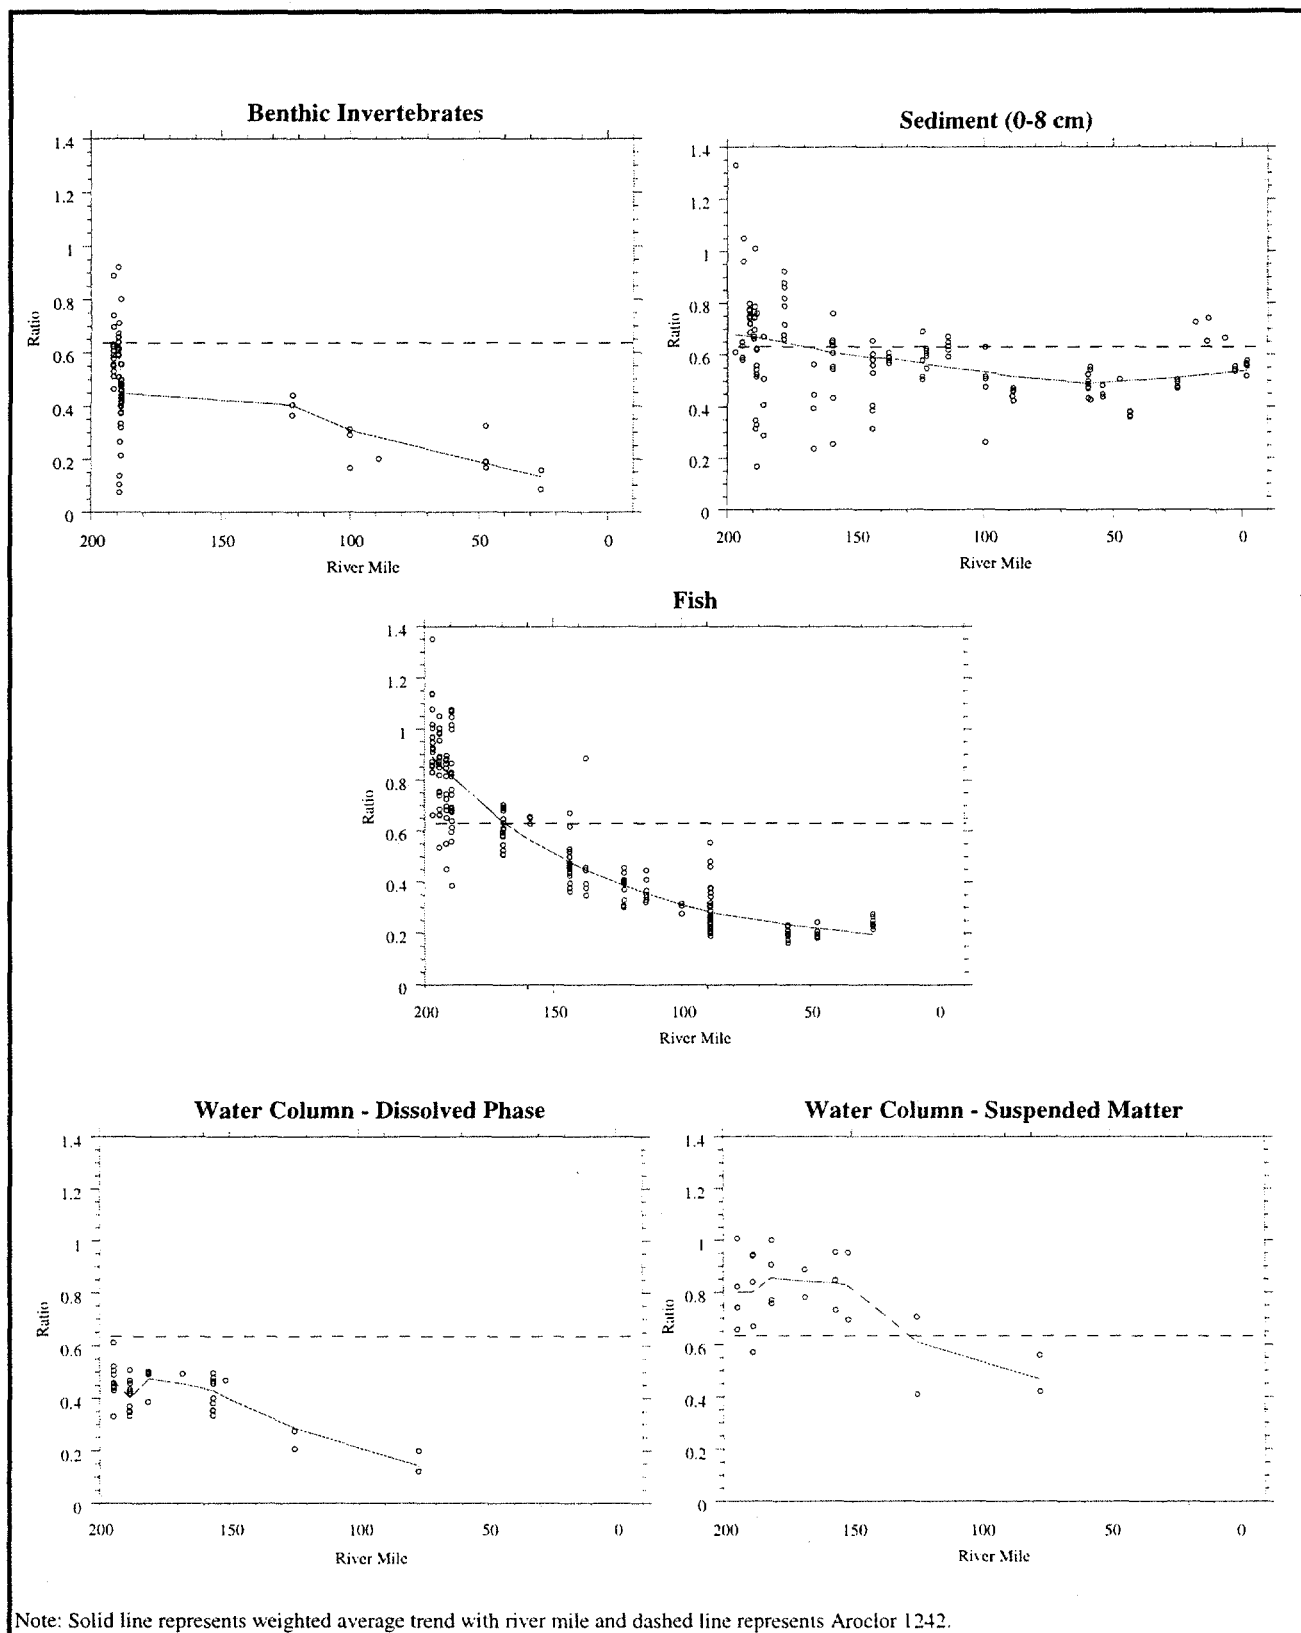 Benthic Invertebrates
1.4
1.2
1
0.8
Ratio
0.6
0.4
0.2
0
200 150 100 50 0
River Mile
Sediment (0-8 cm)
1.4
1.2
1
0.8
Ratio
0.6
0.4
0.2
0
200 150 100 50 0
River Mile
Fish
1.4
1.2
1
0.8
Ratio
0.6
0.4
0.2
0
200 150 100 50 0
River Mile
Water Column - Dissolved Phase
1.4
1.2
1
0.8
Ratio
0.6
0.4
0.2
0
200 150 100 50 0
River Mile
Water Column - Suspended Matter
1.4
1.2
1
0.8
Ratio
0.6
0.4
0.2
0
200 150 100 50 0
River Mile
Note: Solid line represents weighted average trend with river mile and dashed line represents Aroclor 1242.